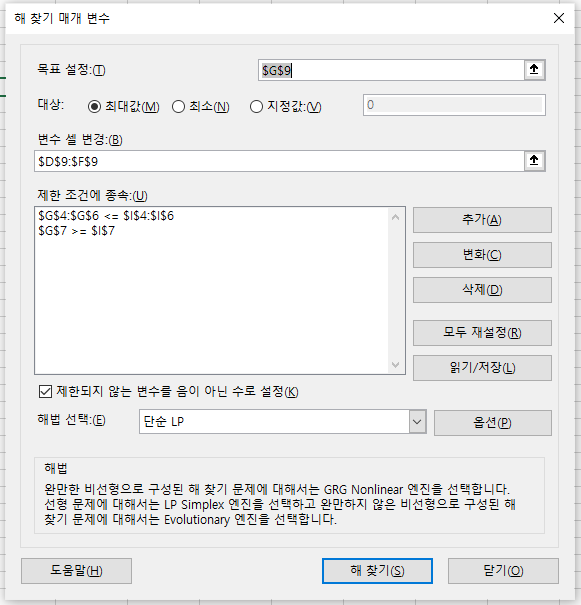 해 찾기 매개 변수
목표 설정:(T) $G$9
대상: 최대값(M) 최소(N) 지정값:(V) 0
변수 셀 변경:(B)
$D$9:$F$9
제한 조건에 종속:(U)
$G$4:$G$6 <= $I$4:$I$6
$G$7 >= $I$7
추가(A)
변화(C)
삭제(D)
모두 재설정(R)
읽기/저장(L)
제한되지 않는 변수를 음이 아닌 수로 설정(K)
해법 선택:(E) 단순 LP 옵션(P)
해법
완만한 비선형으로 구성된 해 찾기 문제에 대해서는 GRG Nonlinear 엔진을 선택합니다.
선형 문제에 대해서는 LP Simplex 엔진을 선택하고 완만하지 않은 비선형으로 구성된 해
찾기 문제에 대해서는 Evolutionary 엔진을 선택합니다.
도움말(H) 해 찾기(S) 닫기(O)